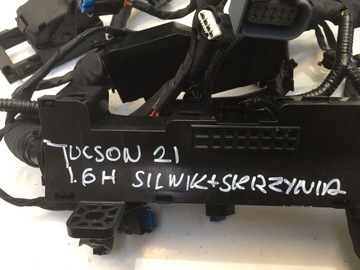 TUCSON 21
1.6H SILNIK+SKRZYNIA